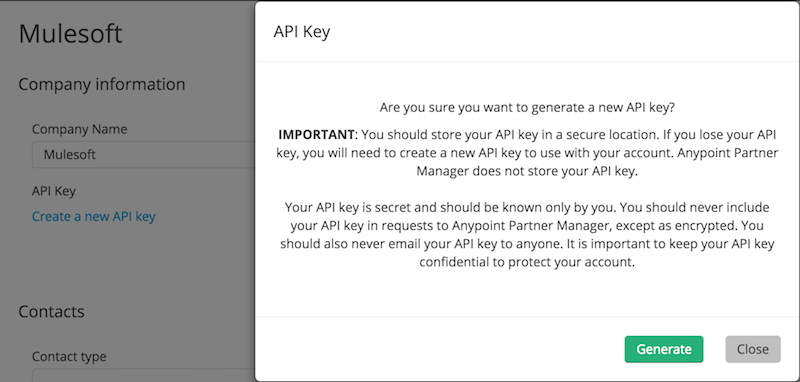 Mulesoft
Company information
Company Name
Mulesoft
API Key
Create a new API key
Contacts
Contact type
API Key
Are you sure you want to generate a new API key?
IMPORTANT: You should store your API key in a secure location. If you lose your API
key, you will need to create a new API key to use with your account. Anypoint Partner
Manager does not store your API key.
Your API key is secret and should be known only by you. You should never include
your API key in requests to Anypoint Partner Manager, except as encrypted. You
should also never email your API key to anyone. It is important to keep your API key
confidential to protect your account.
Generate
Close